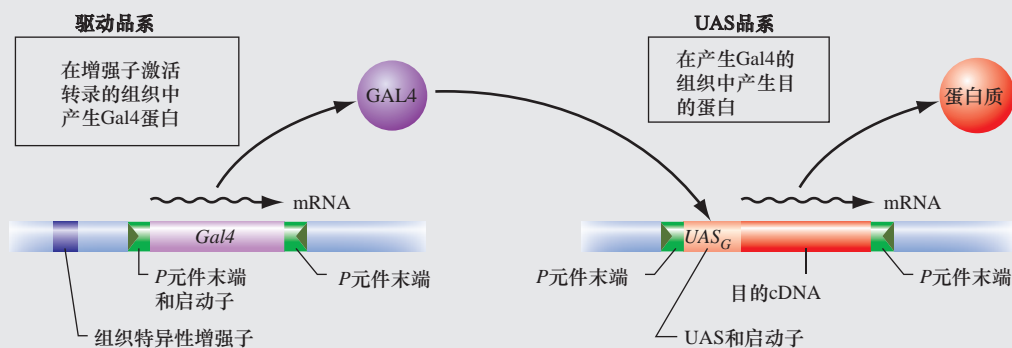 驱动品系
在增强子激活
转录的组织中
产生Gal4蛋白
GAL4
mRNA
Gal4
P元件末端
和启动子
P元件末端
组织特异性增强子
UAS品系
在产生Gal4的
组织中产生目
的蛋白
蛋白质
mRNA
UAS_G
P元件末端
目的cDNA
P元件末端
UAS和启动子